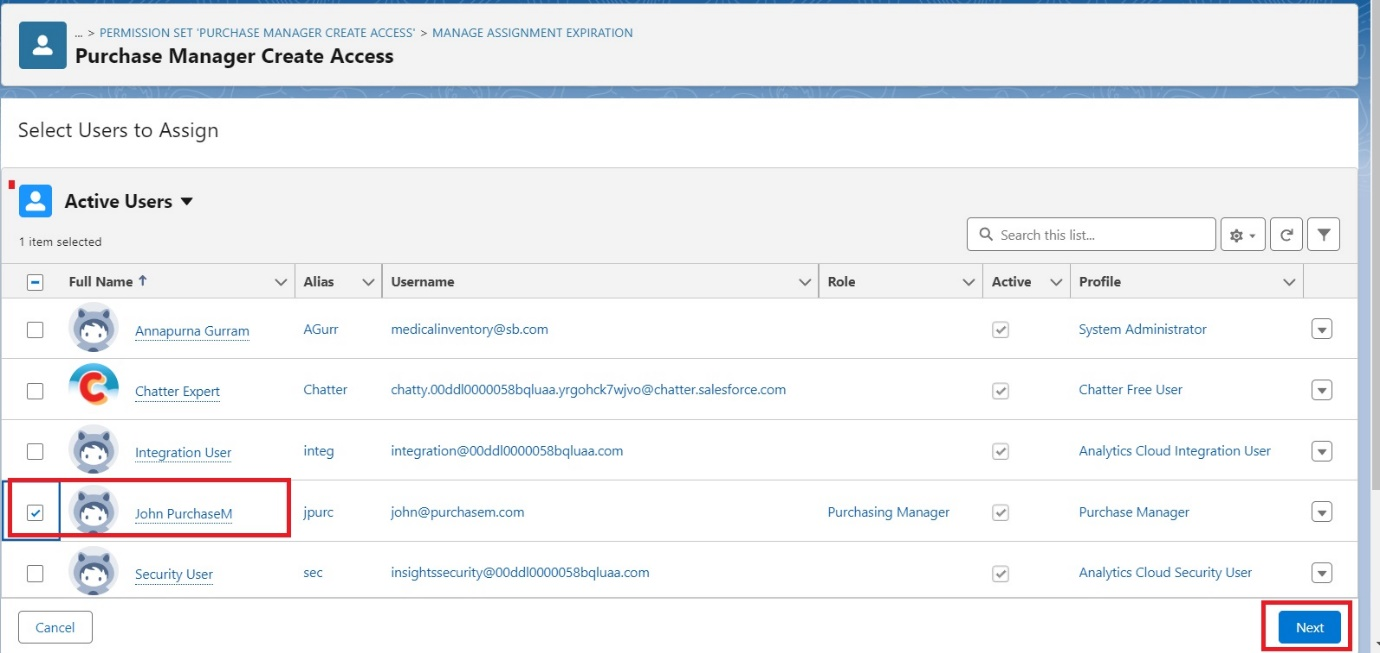 ... > PERMISSION SET 'PURCHASE MANAGER CREATE ACCESS' > MANAGE ASSIGNMENT EXPIRATION
Purchase Manager Create Access
Select Users to Assign
Active Users
1 item selected
Search this list...
Full Name ↑ Alias Username Role Active Profile
Annapurna Gurram AGurr medicalinventory@sb.com System Administrator
Chatter Expert Chatter chatty.00ddl0000058bqluaa.yrgohck7wjvo@chatter.salesforce.com Chatter Free User
Integration User integ integration@00ddl0000058bqluaa.com Analytics Cloud Integration User
John PurchaseM jpurc john@purchasem.com Purchasing Manager Purchase Manager
Security User sec insightssecurity@00ddl0000058bqluaa.com Analytics Cloud Security User
Cancel Next